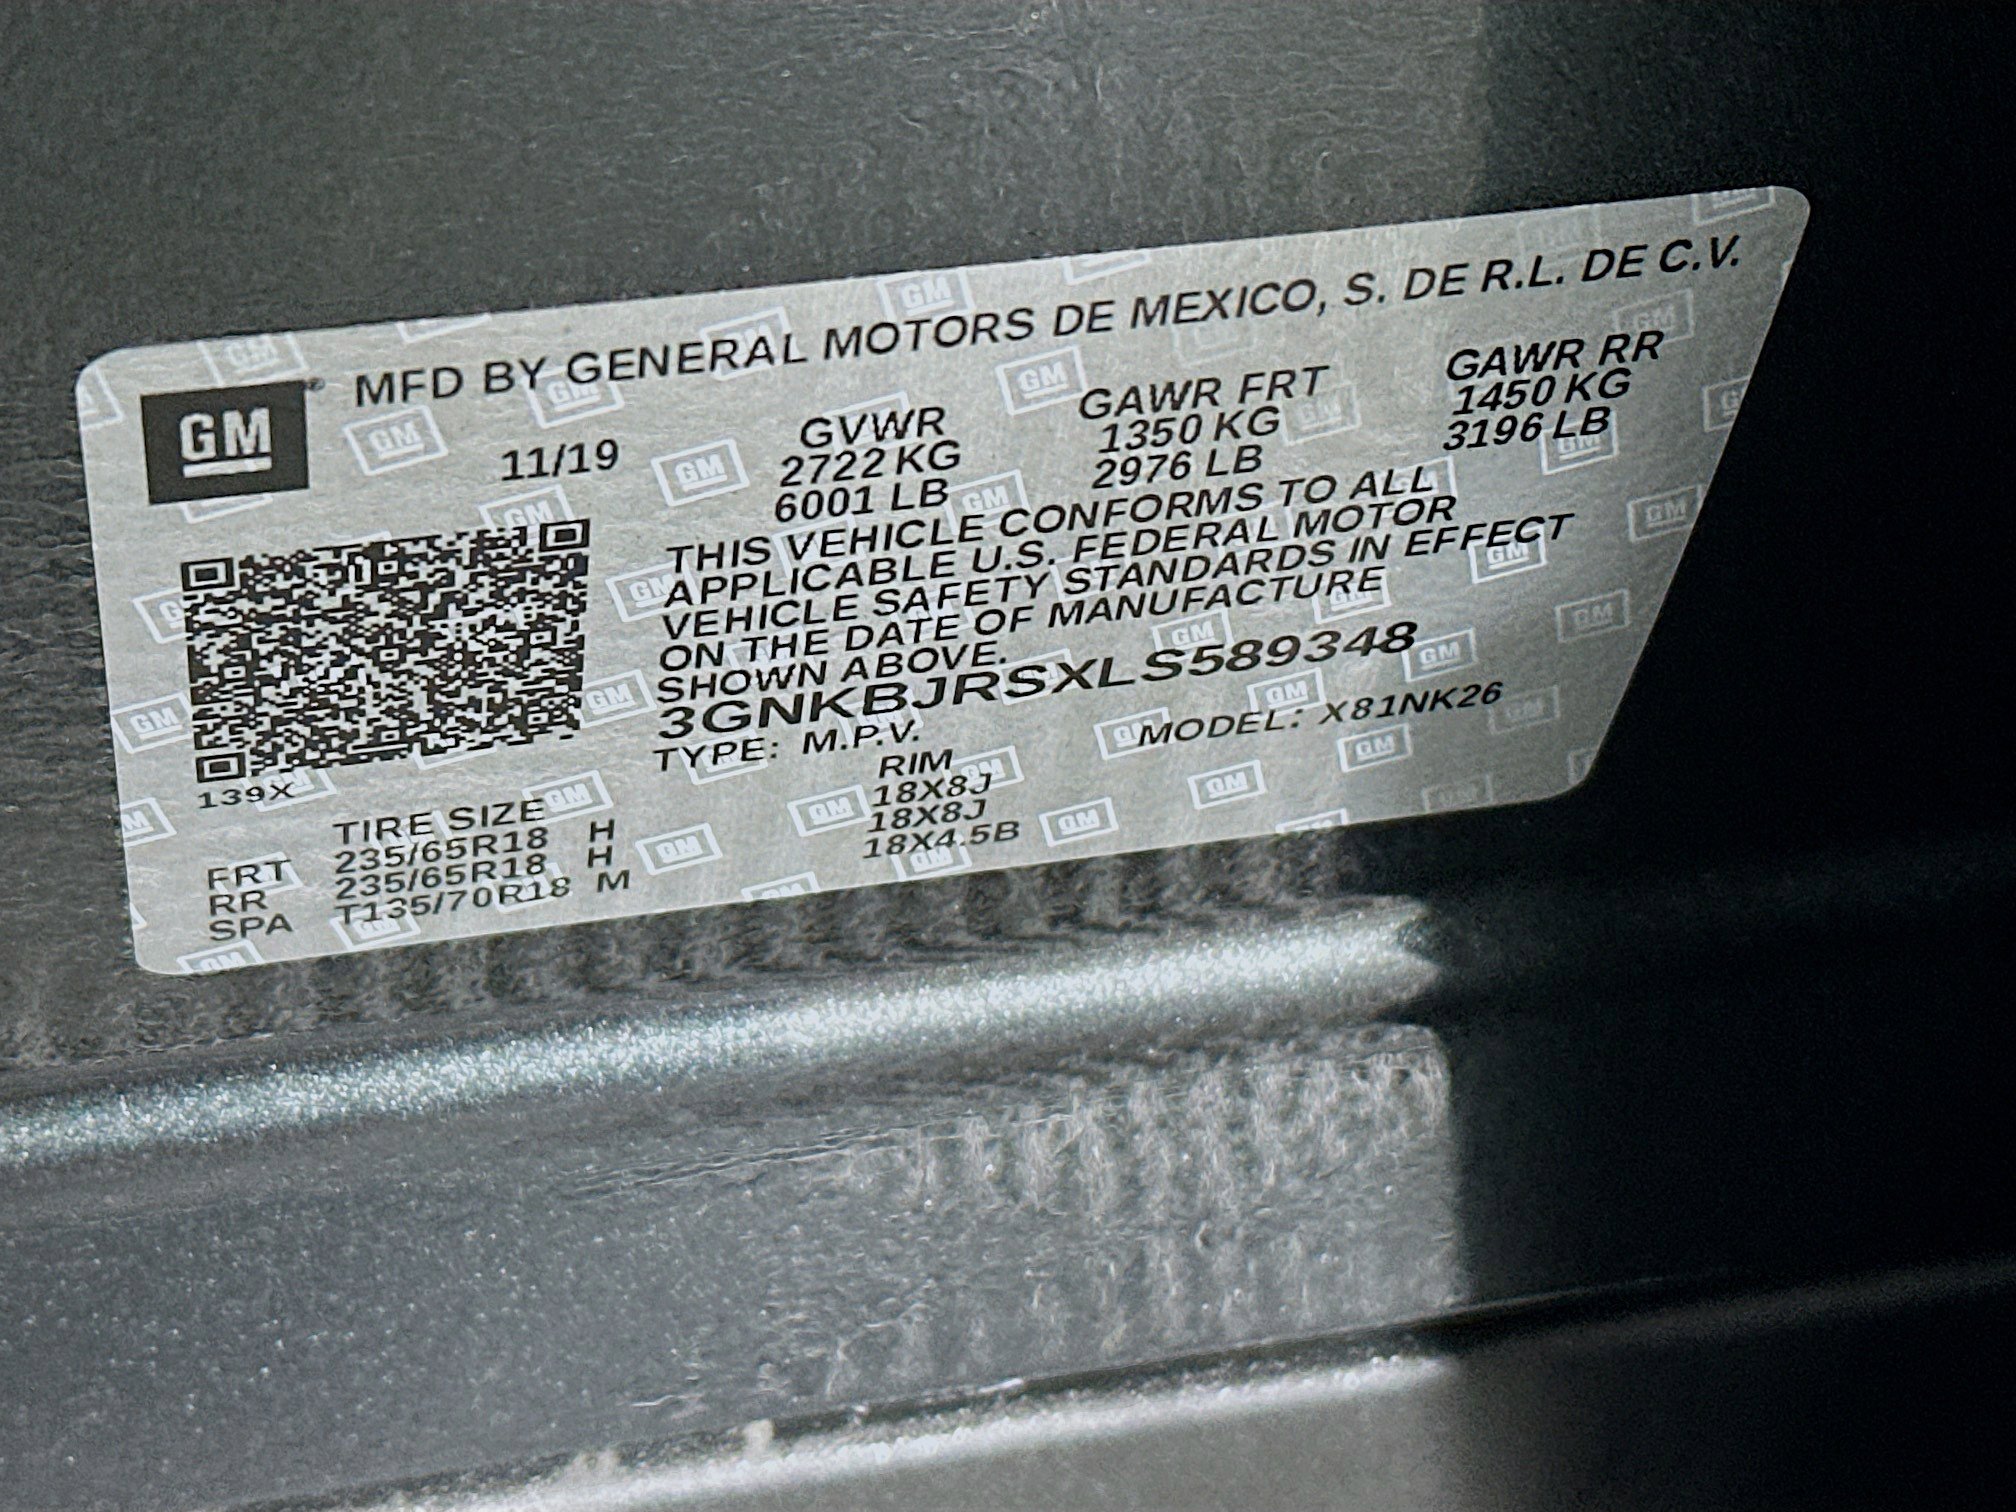 GM
MFD BY GENERAL MOTORS DE MEXICO, S. DE R.L. DE C.V.
11/19
GVWR
2722 KG
6001 LB
GAWR FRT
1350 KG
2976 LB
GAWR RR
1450 KG
3196 LB
THIS VEHICLE CONFORMS TO ALL
APPLICABLE U.S. FEDERAL MOTOR
VEHICLE SAFETY STANDARDS IN EFFECT
ON THE DATE OF MANUFACTURE
SHOWN ABOVE.
3GNKBJRSXLS589348
TYPE: M.P.V. MODEL: X81NK26
139X
TIRE SIZE RIM
FRT 235/65R18 H 18X8J
RR 235/65R18 H 18X8J
SPA T135/70R18 M 18X4.5B